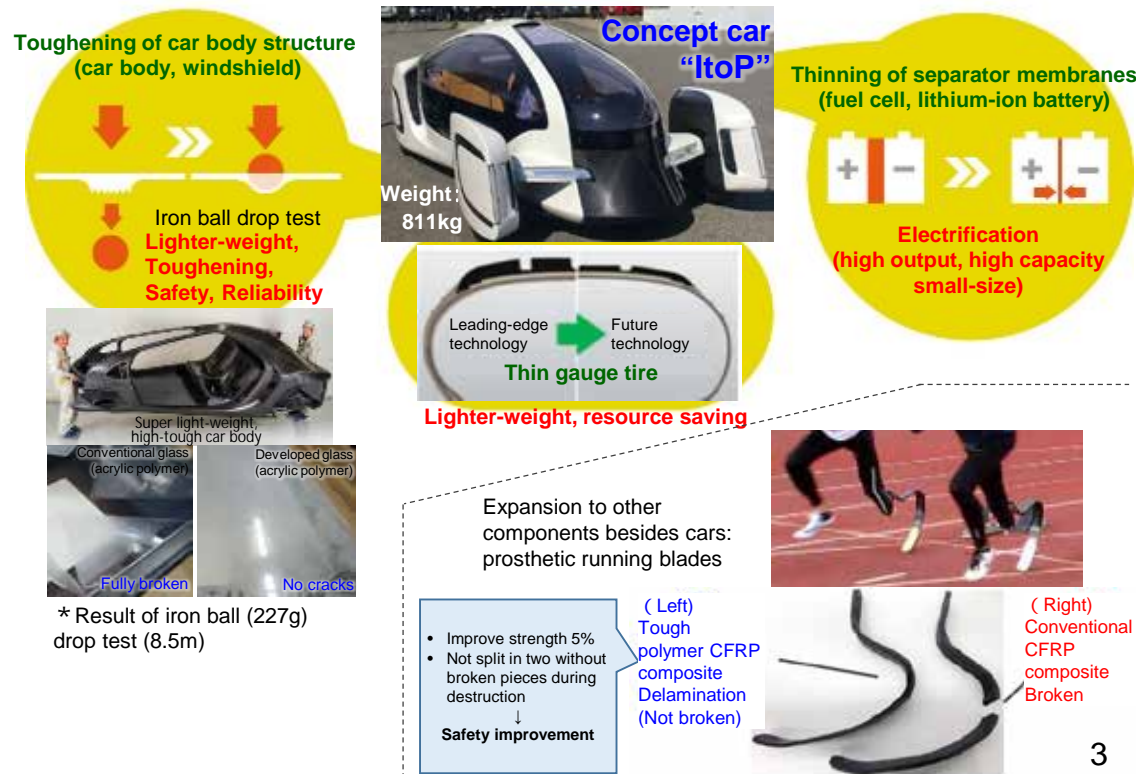 Toughening of car body structure
(car body, windshield)
Iron ball drop test
Lighter-weight,
Toughening,
Safety, Reliability
Super light-weight,
high-tough car body
Conventional glass
(acrylic polymer)
Fully broken
Developed glass
(acrylic polymer)
No cracks
* Result of iron ball (227g)
drop test (8.5m)
Concept car
“ItoP”
Weight:
811kg
Leading-edge
technology
Future
technology
Thin gauge tire
Lighter-weight, resource saving
Thinning of separator membranes
(fuel cell, lithium-ion battery)
+ −
+ −
Electrification
(high output, high capacity
small-size)
Expansion to other
components besides cars:
prosthetic running blades
• Improve strength 5%
• Not split in two without
broken pieces during
destruction
↓
Safety improvement
( Left)
Tough
polymer CFRP
composite
Delamination
(Not broken)
( Right)
Conventional
CFRP
composite
Broken
3